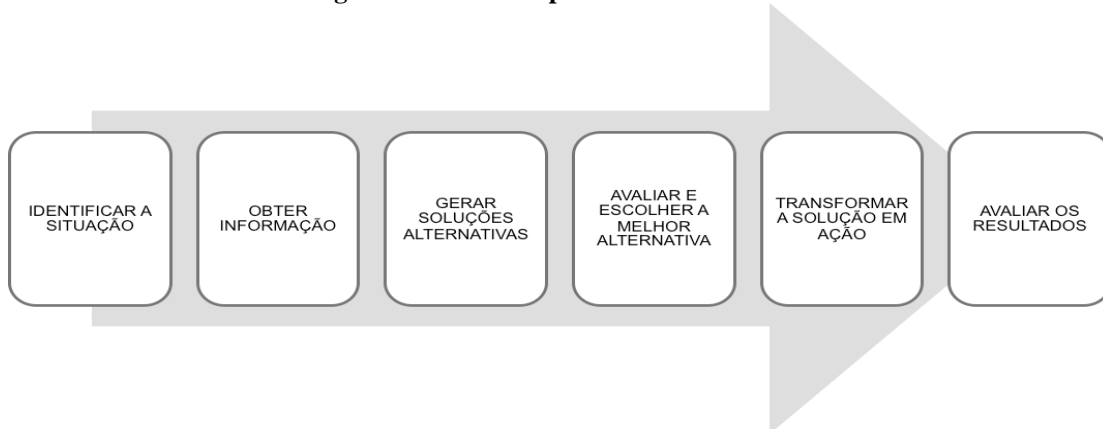 IDENTIFICAR A
SITUAÇÃO
OBTER
INFORMAÇÃO
GERAR
SOLUÇÕES
ALTERNATIVAS
AVALIAR E
ESCOLHER A
MELHOR
ALTERNATIVA
TRANSFORMAR
A SOLUÇÃO EM
AÇÃO
AVALIAR OS
RESULTADOS